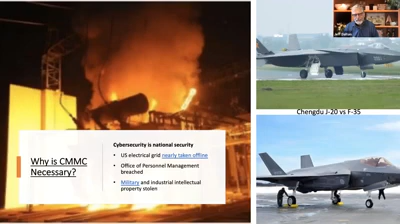 Why is CMMC
Necessary?
Cybersecurity is national security
• US electrical grid nearly taken offline
• Office of Personnel Management
breached
• Military and industrial intellectual
property stolen
Chengdu J-20 vs F-35